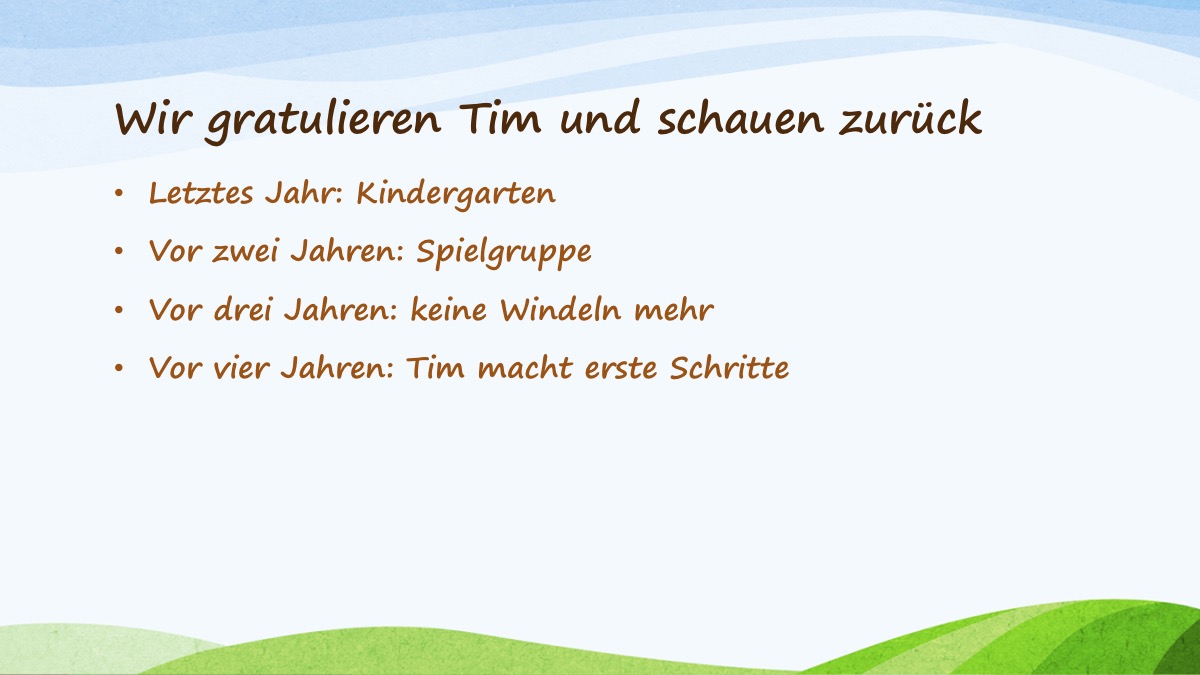 Wir gratulieren Tim und schauen zurück
• Letztes Jahr: Kindergarten
• Vor zwei Jahren: Spielgruppe
• Vor drei Jahren: keine Windeln mehr
• Vor vier Jahren: Tim macht erste Schritte